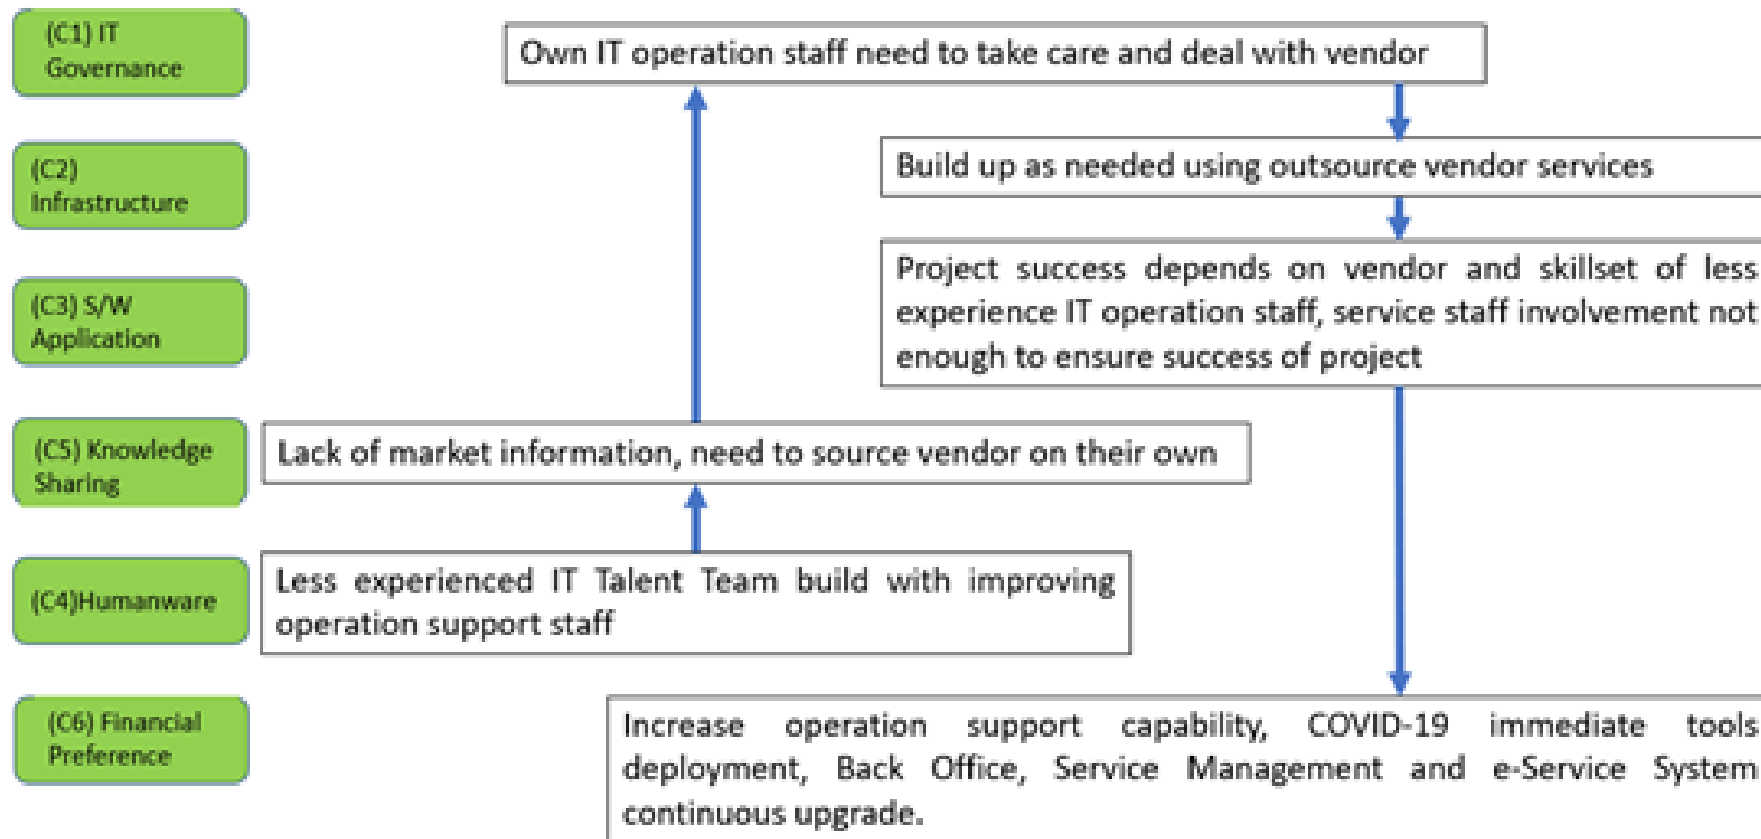 (C1) IT
Governance
Own IT operation staff need to take care and deal with vendor
(C2)
Infrastructure
Build up as needed using outsource vendor services
(C3) S/W
Application
Project success depends on vendor and skillset of less
experience IT operation staff, service staff involvement not
enough to ensure success of project
(C5) Knowledge
Sharing
Lack of market information, need to source vendor on their own
(C4)Humanware
Less experienced IT Talent Team build with improving
operation support staff
(C6) Financial
Preference
Increase operation support capability, COVID-19 immediate tools
deployment, Back Office, Service Management and e-Service System
continuous upgrade.